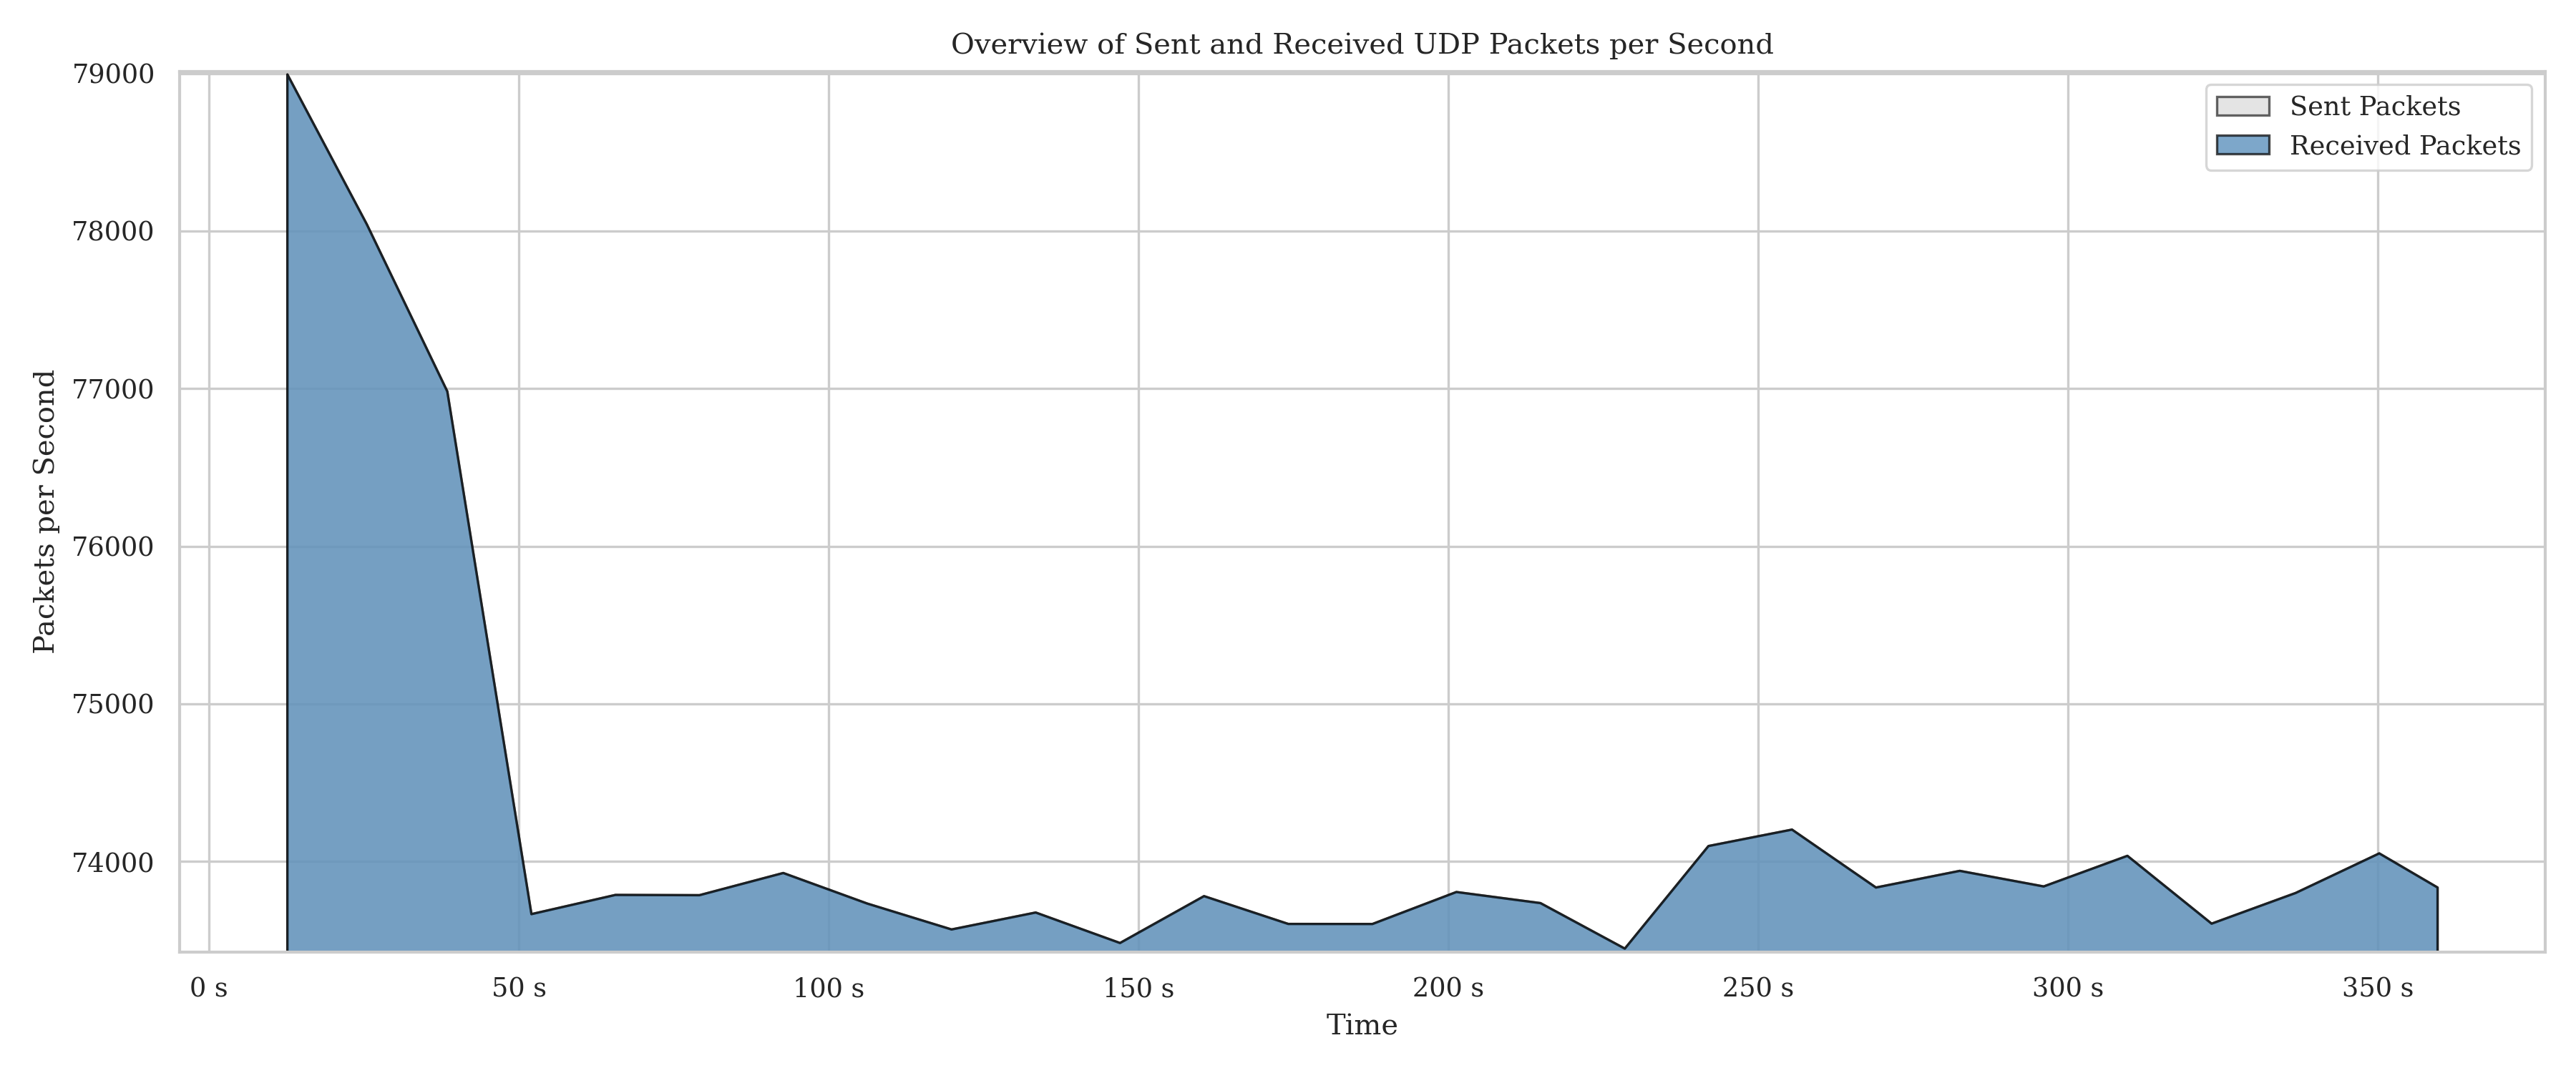 Overview of Sent and Received UDP Packets per Second
79000
78000
77000
76000
75000
74000
Packets per Second
Sent Packets
Received Packets
0 s
50 s
100 s
150 s
200 s
250 s
300 s
350 s
Time